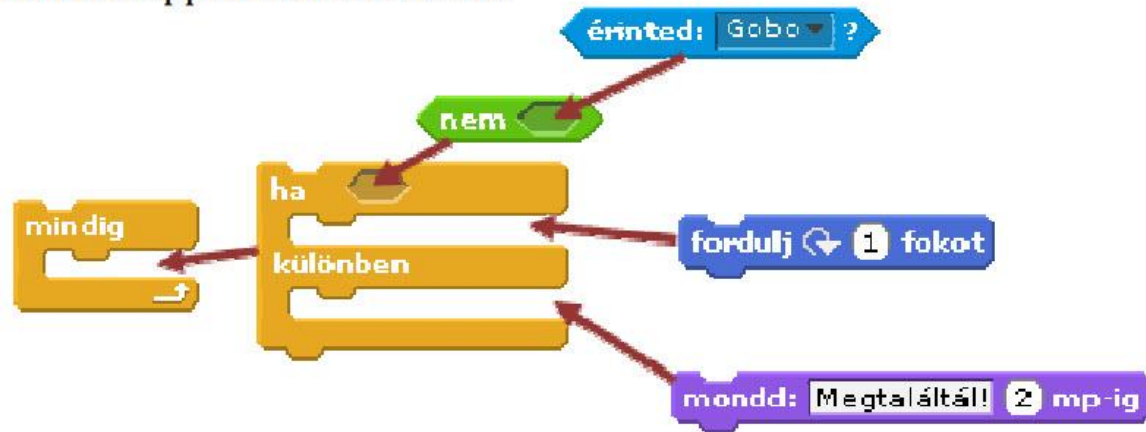 érinted: Gobo ?
nem
ha
mindig
fordulj 1 fokot
különben
mondd: Megtaláltál! 2 mp-ig